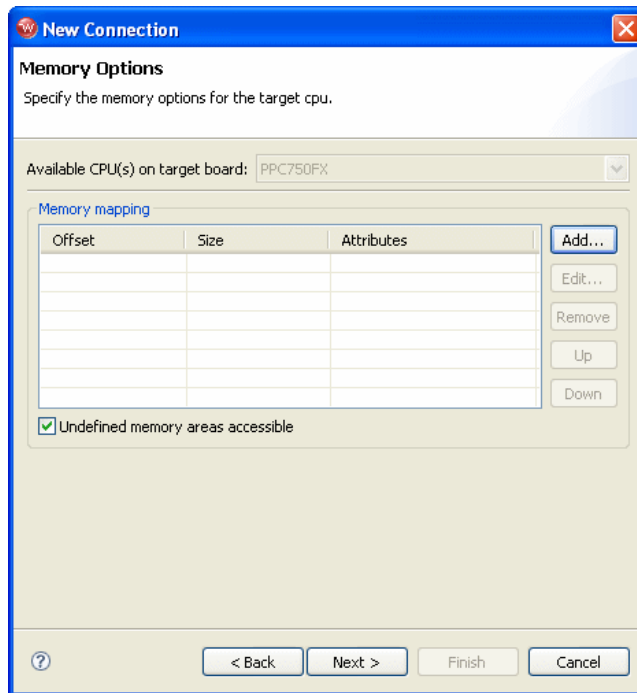 New Connection
Memory Options
Specify the memory options for the target cpu.
Available CPU(s) on target board: PPC750FX
Memory mapping
Offset Size Attributes
Add...
Edit...
Remove
Up
Down
Undefined memory areas accessible
? < Back Next > Finish Cancel